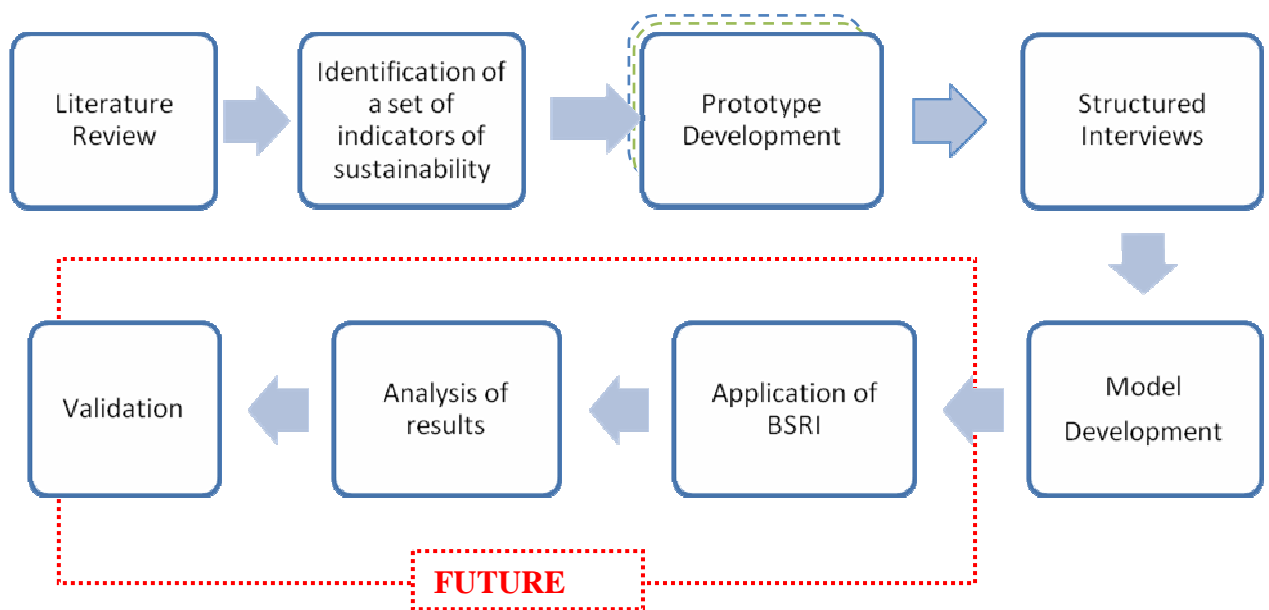 Literature
Review
Identification of
a set of
indicators of
sustainability
Prototype
Development
Structured
Interviews
Model
Development
Application of
BSRI
Analysis of
results
Validation
FUTURE